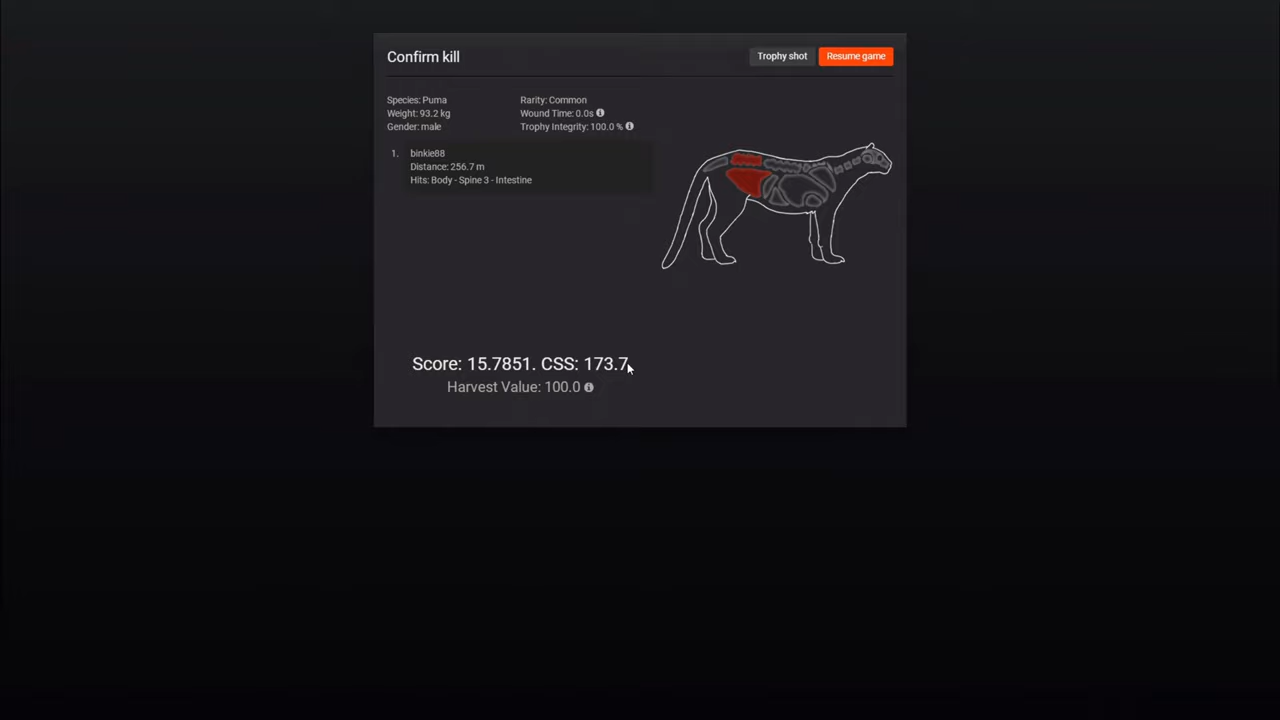 Confirm kill
Trophy shot
Resume game
Species: Puma
Rarity: Common
Weight: 93.2 kg
Wound Time: 0.0s
Gender: male
Trophy Integrity: 100.0 %
1. binkie88
Distance: 256.7 m
Hits: Body - Spine 3 - Intestine
Score: 15.7851. CSS: 173.7
Harvest Value: 100.0